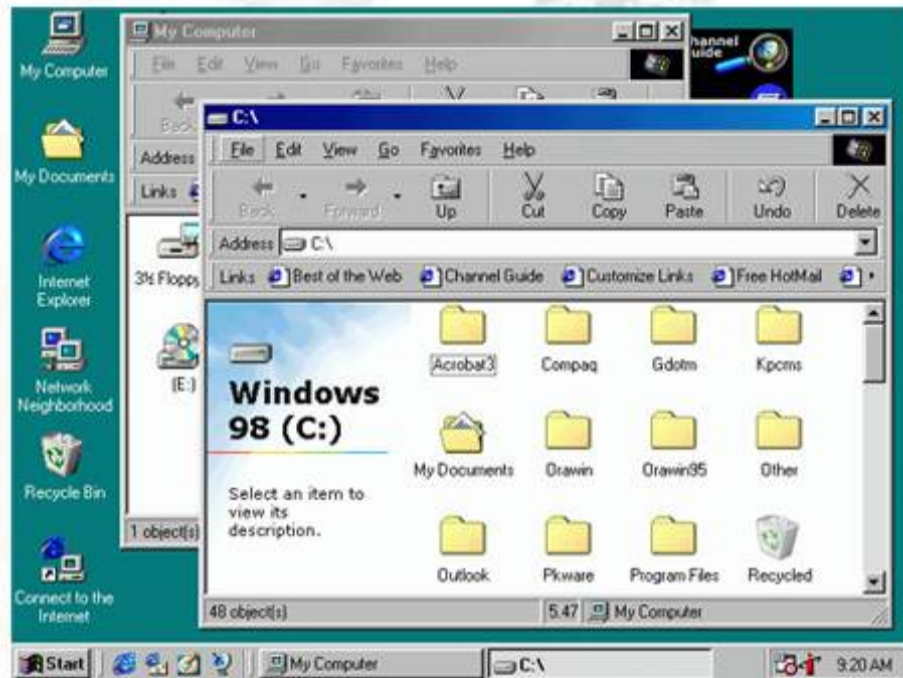 My Computer
My Documents
Internet
Explorer
Network
Neighborhood
Recycle Bin
Connect to the
Internet
My Computer
File Edit View Go Favorites Help
Back
Address
Links
3½ Floppy
(E:)
1 object(s)
Channel
Guide
C:\
File Edit View Go Favorites Help
Back Forward Up Cut Copy Paste Undo Delete
Address C:\
Links Best of the Web Channel Guide Customize Links Free HotMail
Windows
98 (C:)
Select an item to
view its
description.
Acrobat3 Compaq Gdotm Kpcms
My Documents Orawin Orawin95 Other
Outlook Pkware Program Files Recycled
48 object(s) 5.47 My Computer
Start My Computer C:\ 9:20 AM